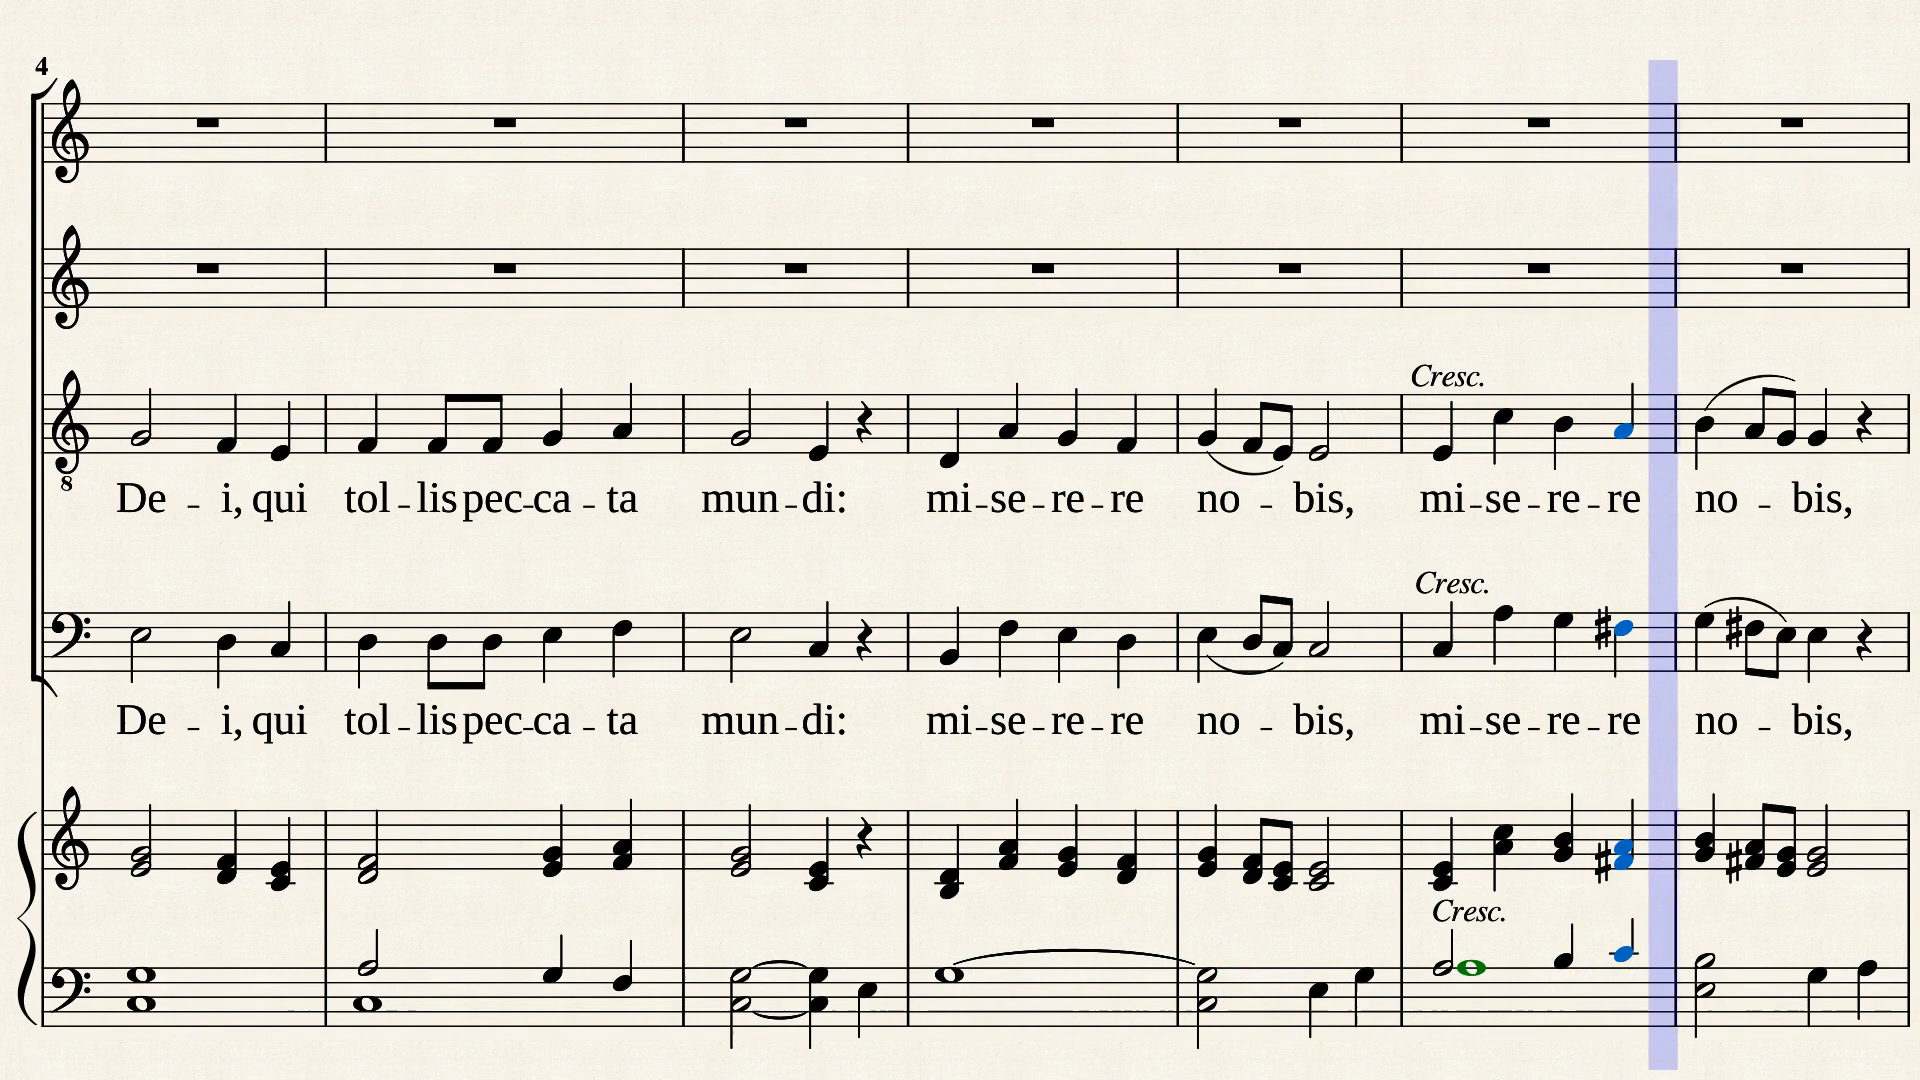 4
Cresc.
8
De - i, qui tol - lis pec - ca - ta mun - di: mi - se - re - re no - bis, mi - se - re - re no - bis,
Cresc.
De - i, qui tol - lis pec - ca - ta mun - di: mi - se - re - re no - bis, mi - se - re - re no - bis,
Cresc.